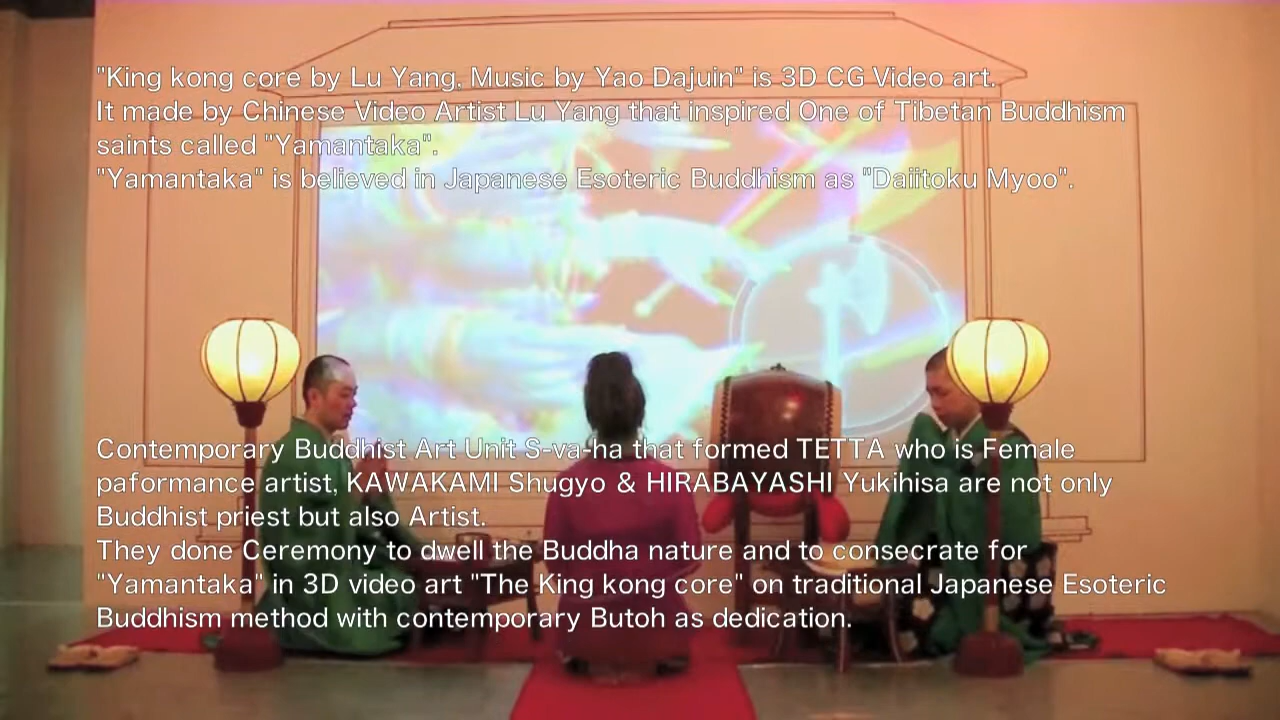 "King kong core by Lu Yang, Music by Yao Dajuin" is 3D CG Video art.
It made by Chinese Video Artist Lu Yang that inspired One of Tibetan Buddhism
saints called "Yamantaka".
"Yamantaka" is believed in Japanese Esoteric Buddhism as "Daiitoku Myoo".
Contemporary Buddhist Art Unit S-va-ha that formed TETTA who is Female
paformance artist, KAWAKAMI Shugyo & HIRABAYASHI Yukihisa are not only
Buddhist priest but also Artist.
They done Ceremony to dwell the Buddha nature and to consecrate for
"Yamantaka" in 3D video art "The King kong core" on traditional Japanese Esoteric
Buddhism method with contemporary Butoh as dedication.